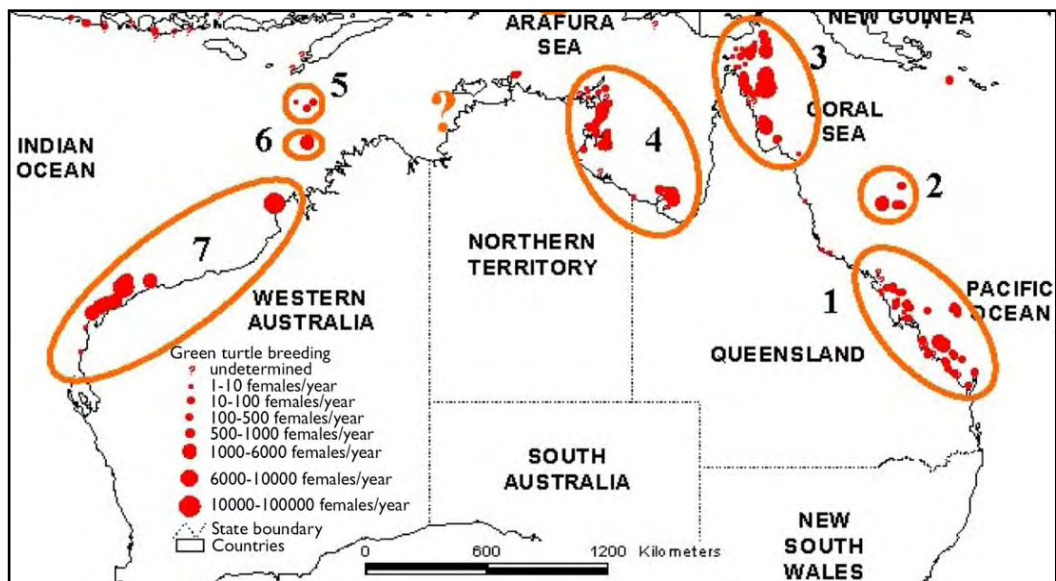 ARAFURA
SEA
NEW GUINEA
3
5
?
CORAL
SEA
INDIAN
OCEAN
6
4
2
7
NORTHERN
TERRITORY
WESTERN
AUSTRALIA
1
PACIFIC
OCEAN
QUEENSLAND
Green turtle breeding
? undetermined
1-10 females/year
10-100 females/year
100-500 females/year
500-1000 females/year
1000-6000 females/year
6000-10000 females/year
10000-100000 females/year
State boundary
Countries
SOUTH
AUSTRALIA
NEW
SOUTH
WALES
0 600 1200 Kilometers